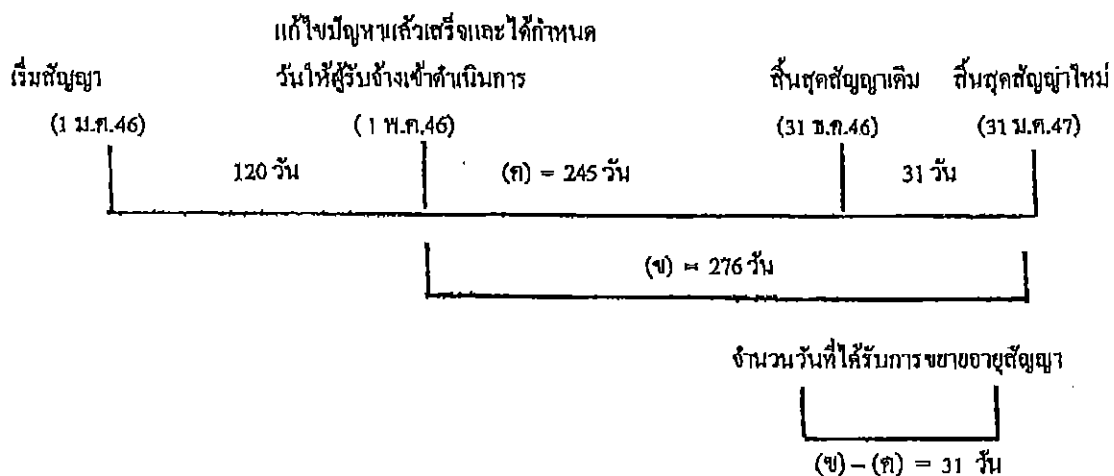 แก้ไขปัญหาแล้วเสร็จและได้กำหนด
เริ่มสัญญา วันให้ผู้รับจ้างเข้าดำเนินการ สิ้นสุดสัญญาเดิม สิ้นสุดสัญญาใหม่
(1 ม.ค.46) (1 พ.ค.46) (31 ธ.ค.46) (31 ม.ค.47)
120 วัน (ค) = 245 วัน 31 วัน
(ข) = 276 วัน
จำนวนวันที่ได้รับการขยายอายุสัญญา
(ข) – (ค) = 31 วัน